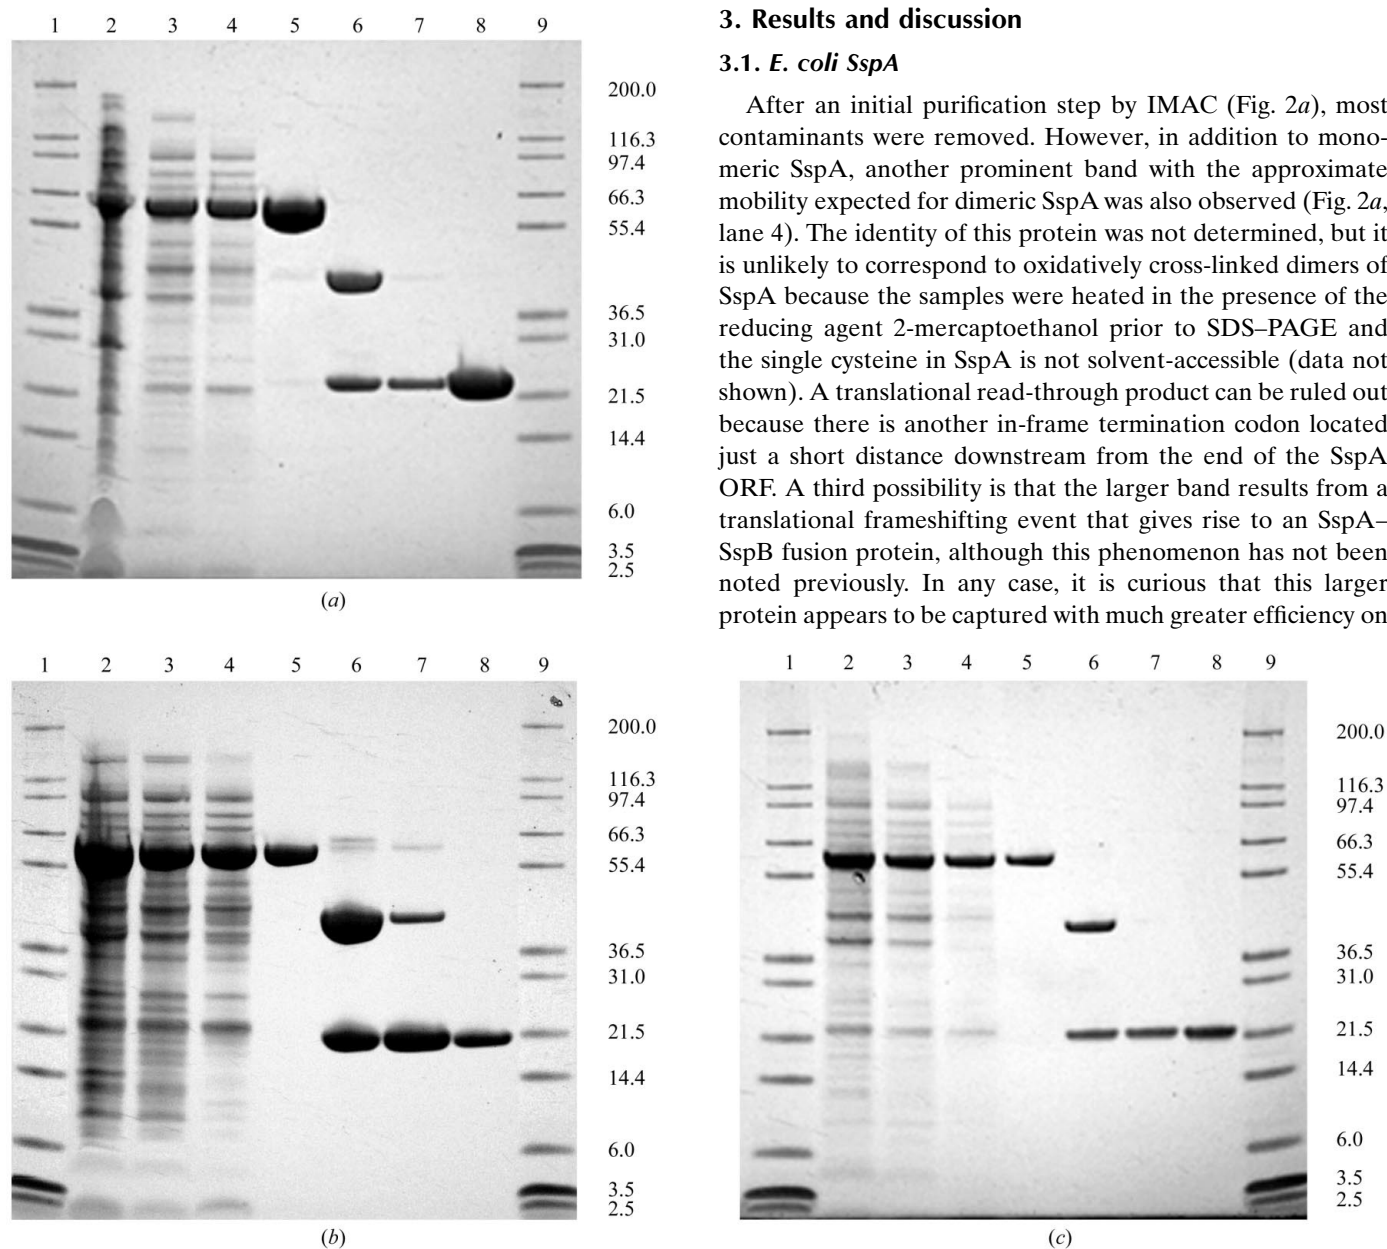 1 2 3 4 5 6 7 8 9
200.0
116.3
97.4
66.3
55.4
36.5
31.0
21.5
14.4
6.0
3.5
2.5
(a)
3. Results and discussion
3.1. E. coli SspA
After an initial purification step by IMAC (Fig. 2a), most
contaminants were removed. However, in addition to mono-
meric SspA, another prominent band with the approximate
mobility expected for dimeric SspA was also observed (Fig. 2a,
lane 4). The identity of this protein was not determined, but it
is unlikely to correspond to oxidatively cross-linked dimers of
SspA because the samples were heated in the presence of the
reducing agent 2-mercaptoethanol prior to SDS–PAGE and
the single cysteine in SspA is not solvent-accessible (data not
shown). A translational read-through product can be ruled out
because there is another in-frame termination codon located
just a short distance downstream from the end of the SspA
ORF. A third possibility is that the larger band results from a
translational frameshifting event that gives rise to an SspA–
SspB fusion protein, although this phenomenon has not been
noted previously. In any case, it is curious that this larger
protein appears to be captured with much greater efficiency on
1 2 3 4 5 6 7 8 9
200.0
116.3
97.4
66.3
55.4
36.5
31.0
21.5
14.4
6.0
3.5
2.5
(b)
1 2 3 4 5 6 7 8 9
200.0
116.3
97.4
66.3
55.4
36.5
31.0
21.5
14.4
6.0
3.5
2.5
(c)